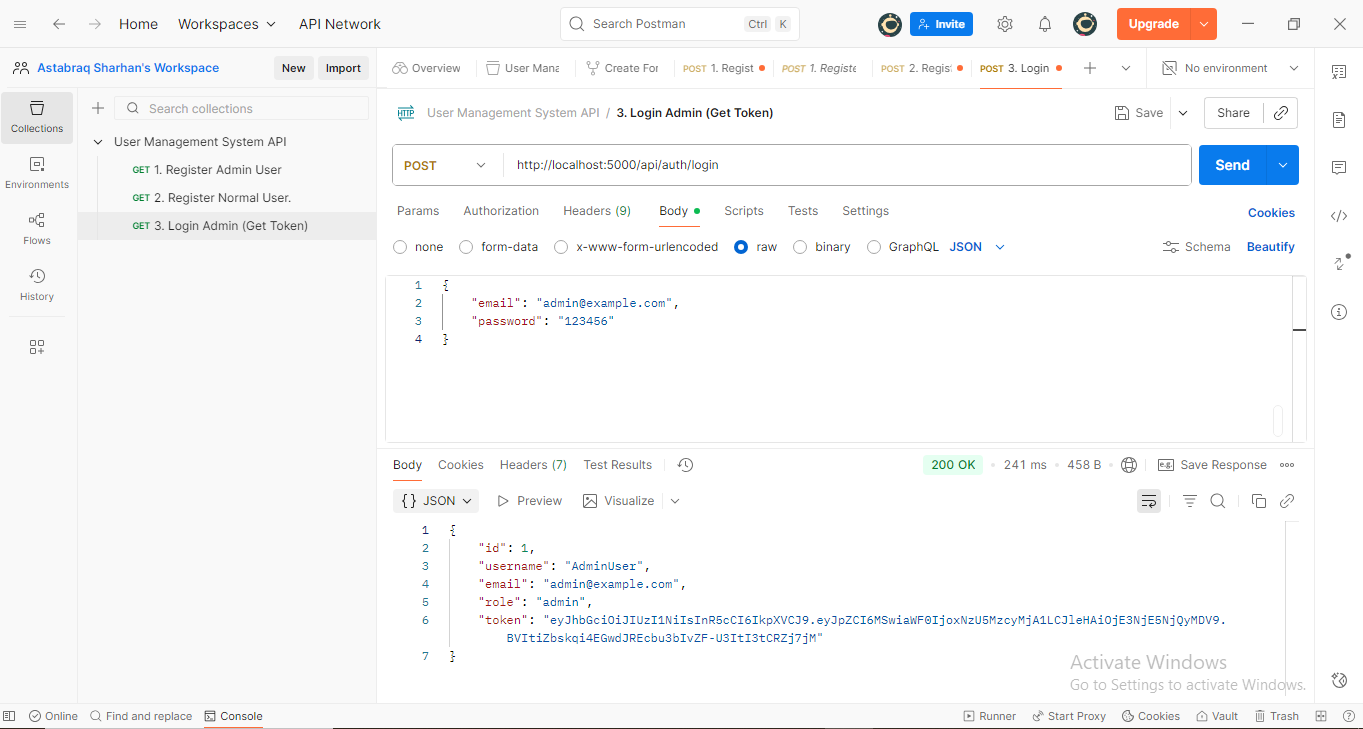 Home Workspaces API Network Search Postman Ctrl K Invite Upgrade
Astabraq Sharhan's Workspace New Import Overview User Mana Create For POST 1. Regist POST 1. Registe POST 2. Regis POST 3. Login No environment
Collections
Environments
Flows
History
Search collections
User Management System API
GET 1. Register Admin User
GET 2. Register Normal User.
GET 3. Login Admin (Get Token)
HTTP User Management System API / 3. Login Admin (Get Token) Save Share
POST http://localhost:5000/api/auth/login Send
Params Authorization Headers (9) Body Scripts Tests Settings Cookies
none form-data x-www-form-urlencoded raw binary GraphQL JSON Schema Beautify
1 {
2 "email": "admin@example.com",
3 "password": "123456"
4 }
Body Cookies Headers (7) Test Results 200 OK 241 ms 458 B e.g. Save Response
{} JSON Preview Visualize
1 {
2 "id": 1,
3 "username": "AdminUser",
4 "email": "admin@example.com",
5 "role": "admin",
6 "token": "eyJhbGciOiJIUzI1NiIsInR5cCI6IkpXVCJ9.eyJpZCI6MSwiaWF0IjoxNzU5MzcyMjA1LCJleHAiOjE3NjE5NjQyMDV9.
BVItiZbskqi4EGwdJREcbu3bIvZF-U3ItI3tCRZj7jM"
7 }
Activate Windows
Go to Settings to activate Windows.
Online Find and replace Console Runner Start Proxy Cookies Vault Trash